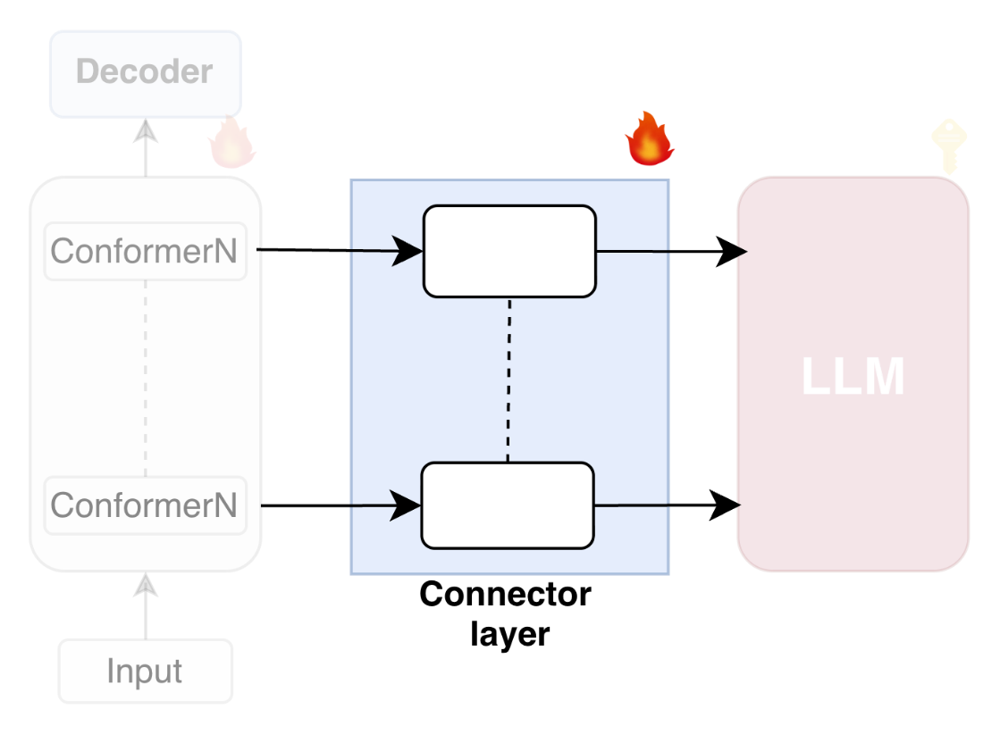 Decoder
ConformerN
ConformerN
Input
Connector
layer
LLM